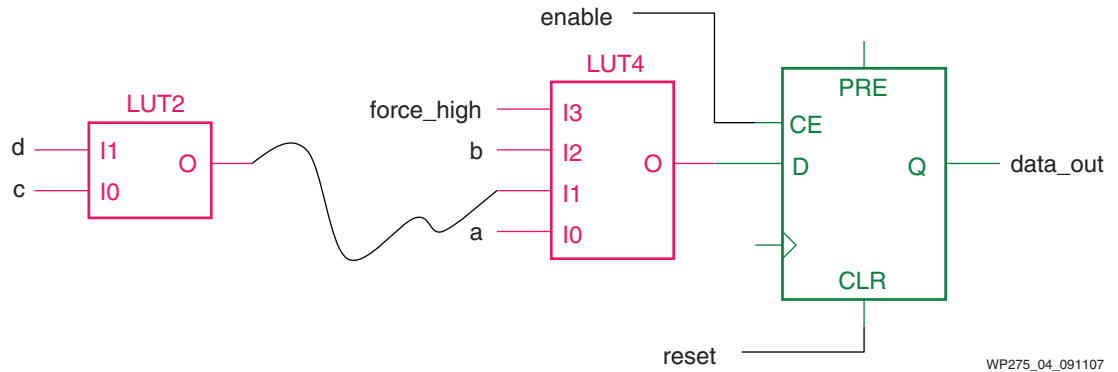 enable
LUT4
PRE
LUT2
force_high
I3
CE
d
I1
O
b
I2
O
D
Q
data_out
c
I0
I1
a
I0
CLR
reset
WP275_04_091107